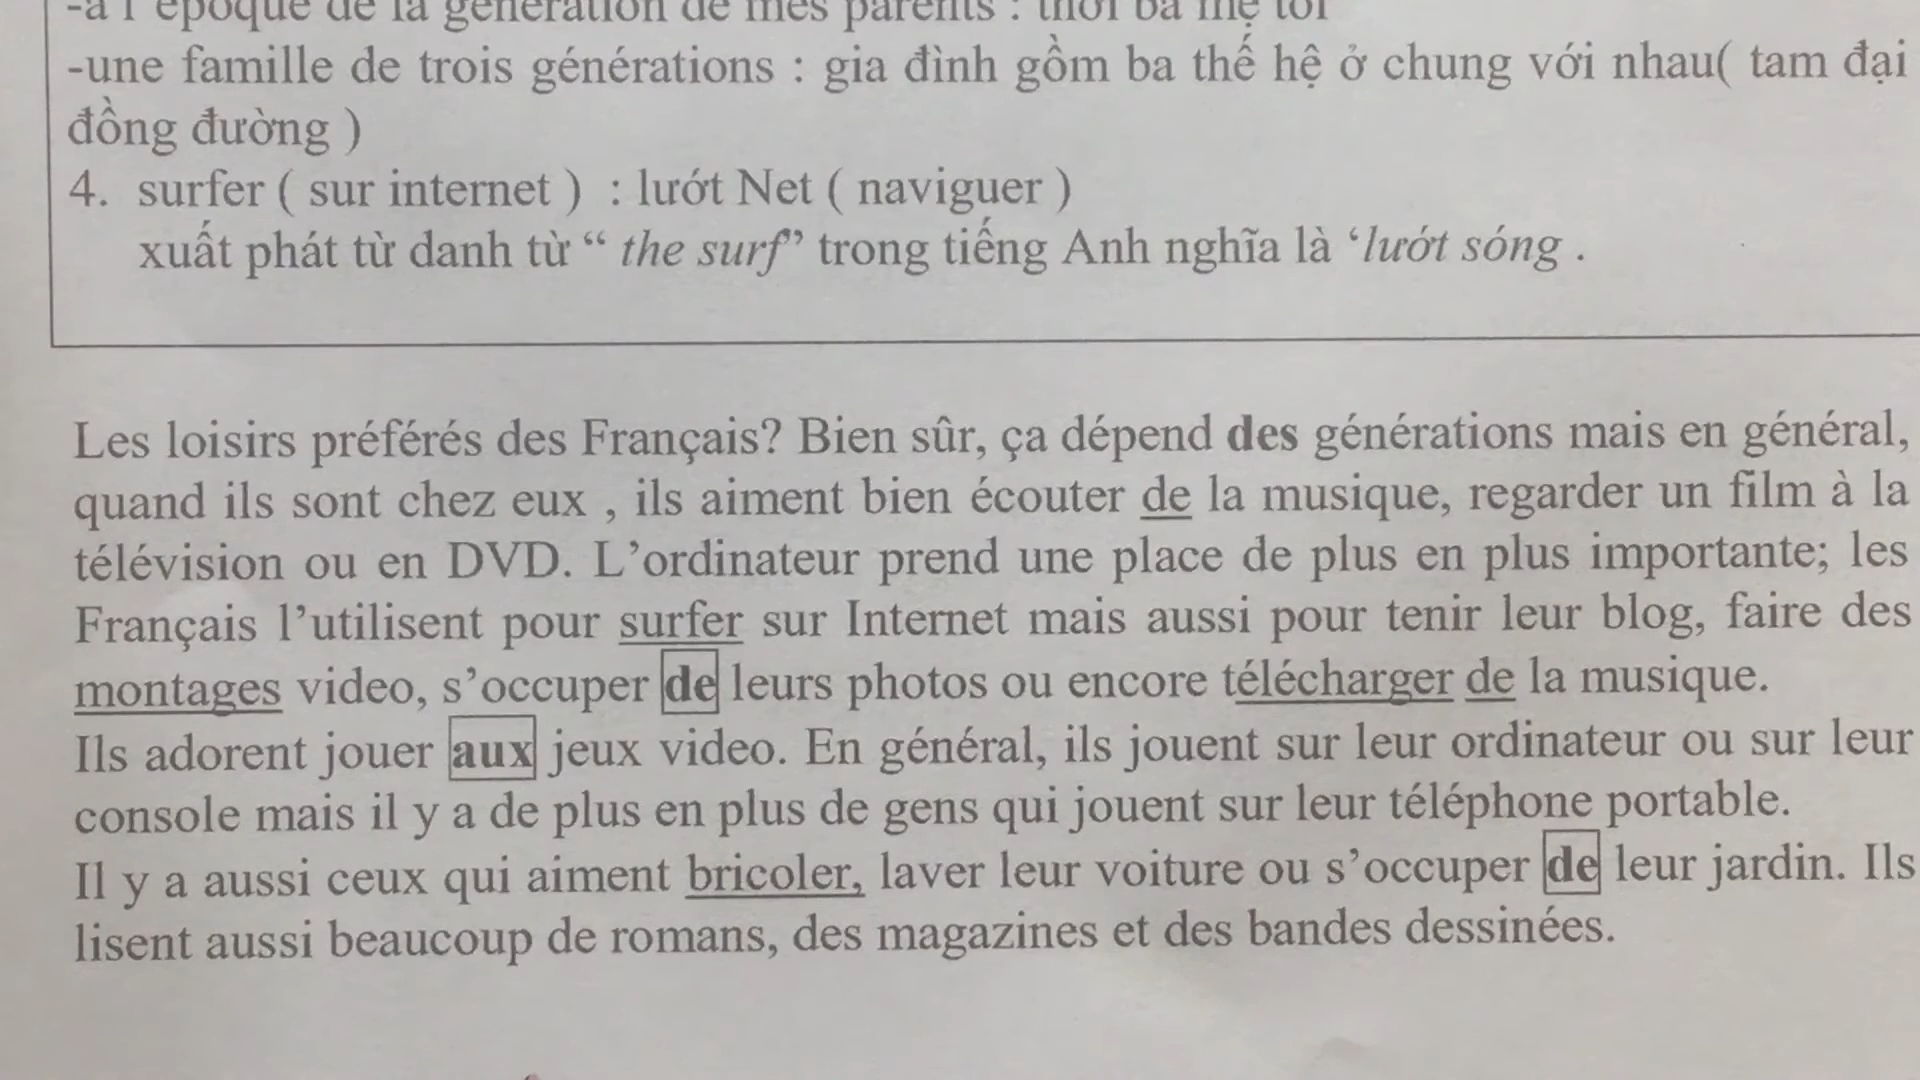 -à l'époque de la génération de mes parents : thời ba mẹ tôi
-une famille de trois générations : gia đình gồm ba thế hệ ở chung với nhau( tam đại
đồng đường )
4. surfer ( sur internet ) : lướt Net ( naviguer )
xuất phát từ danh từ “ the surf” trong tiếng Anh nghĩa là ‘lướt sóng .
Les loisirs préférés des Français? Bien sûr, ça dépend des générations mais en général,
quand ils sont chez eux , ils aiment bien écouter de la musique, regarder un film à la
télévision ou en DVD. L’ordinateur prend une place de plus en plus importante; les
Français l’utilisent pour surfer sur Internet mais aussi pour tenir leur blog, faire des
montages video, s’occuper de leurs photos ou encore télécharger de la musique.
Ils adorent jouer aux jeux video. En général, ils jouent sur leur ordinateur ou sur leur
console mais il y a de plus en plus de gens qui jouent sur leur téléphone portable.
Il y a aussi ceux qui aiment bricoler, laver leur voiture ou s’occuper de leur jardin. Ils
lisent aussi beaucoup de romans, des magazines et des bandes dessinées.